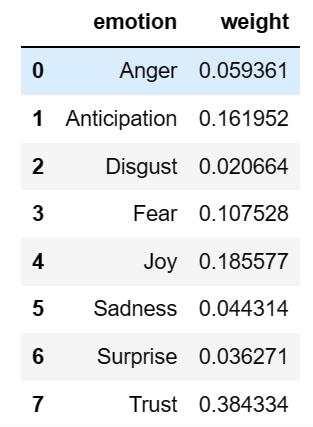 emotion weight
0 Anger 0.059361
1 Anticipation 0.161952
2 Disgust 0.020664
3 Fear 0.107528
4 Joy 0.185577
5 Sadness 0.044314
6 Surprise 0.036271
7 Trust 0.384334